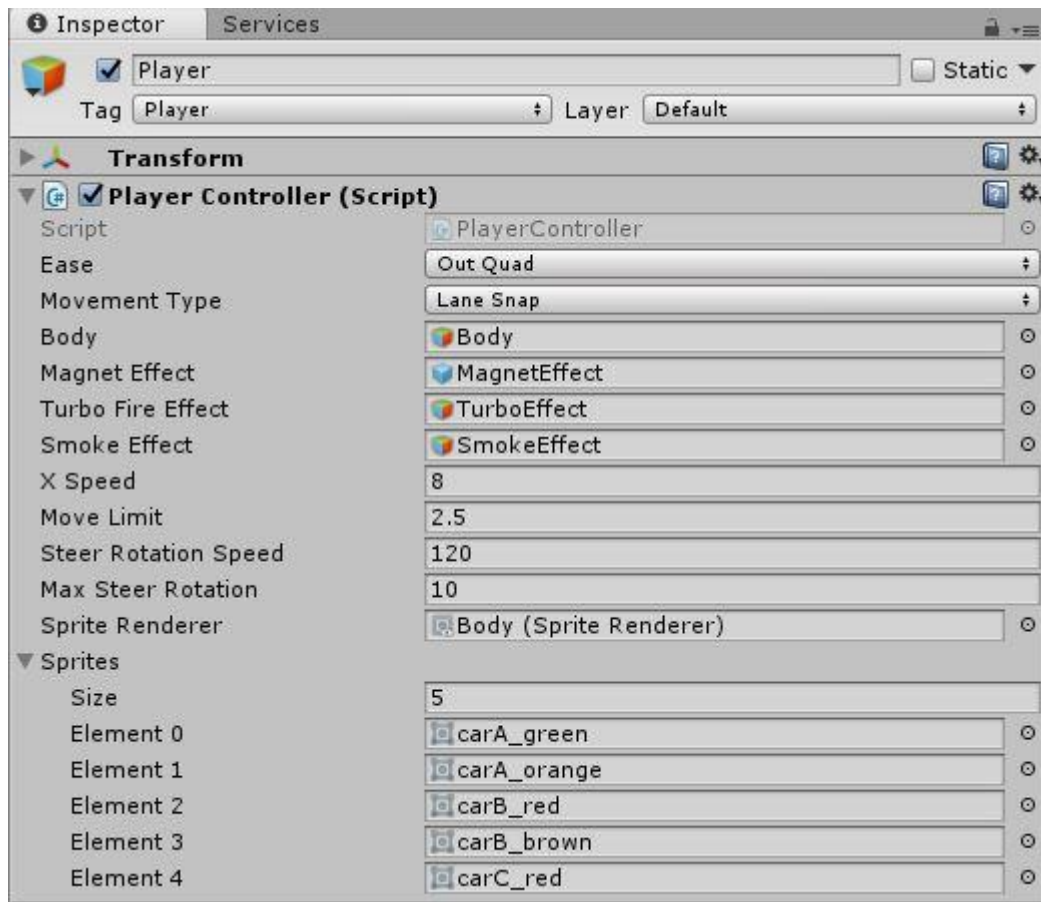 Inspector Services
Player Static
Tag Player Layer Default
Transform
Player Controller (Script)
Script PlayerController
Ease Out Quad
Movement Type Lane Snap
Body Body
Magnet Effect MagnetEffect
Turbo Fire Effect TurboEffect
Smoke Effect SmokeEffect
X Speed 8
Move Limit 2.5
Steer Rotation Speed 120
Max Steer Rotation 10
Sprite Renderer Body (Sprite Renderer)
Sprites
Size 5
Element 0 carA_green
Element 1 carA_orange
Element 2 carB_red
Element 3 carB_brown
Element 4 carC_red